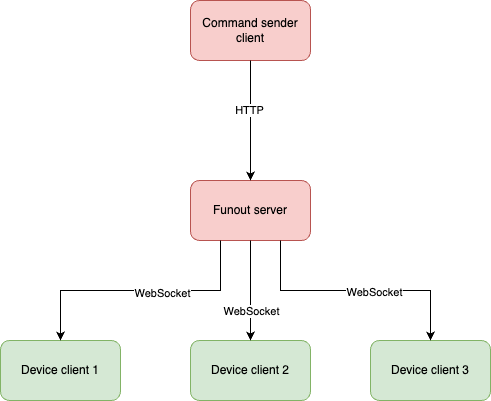 Command sender
client
HTTP
Funout server
WebSocket
WebSocket
WebSocket
Device client 1
Device client 2
Device client 3